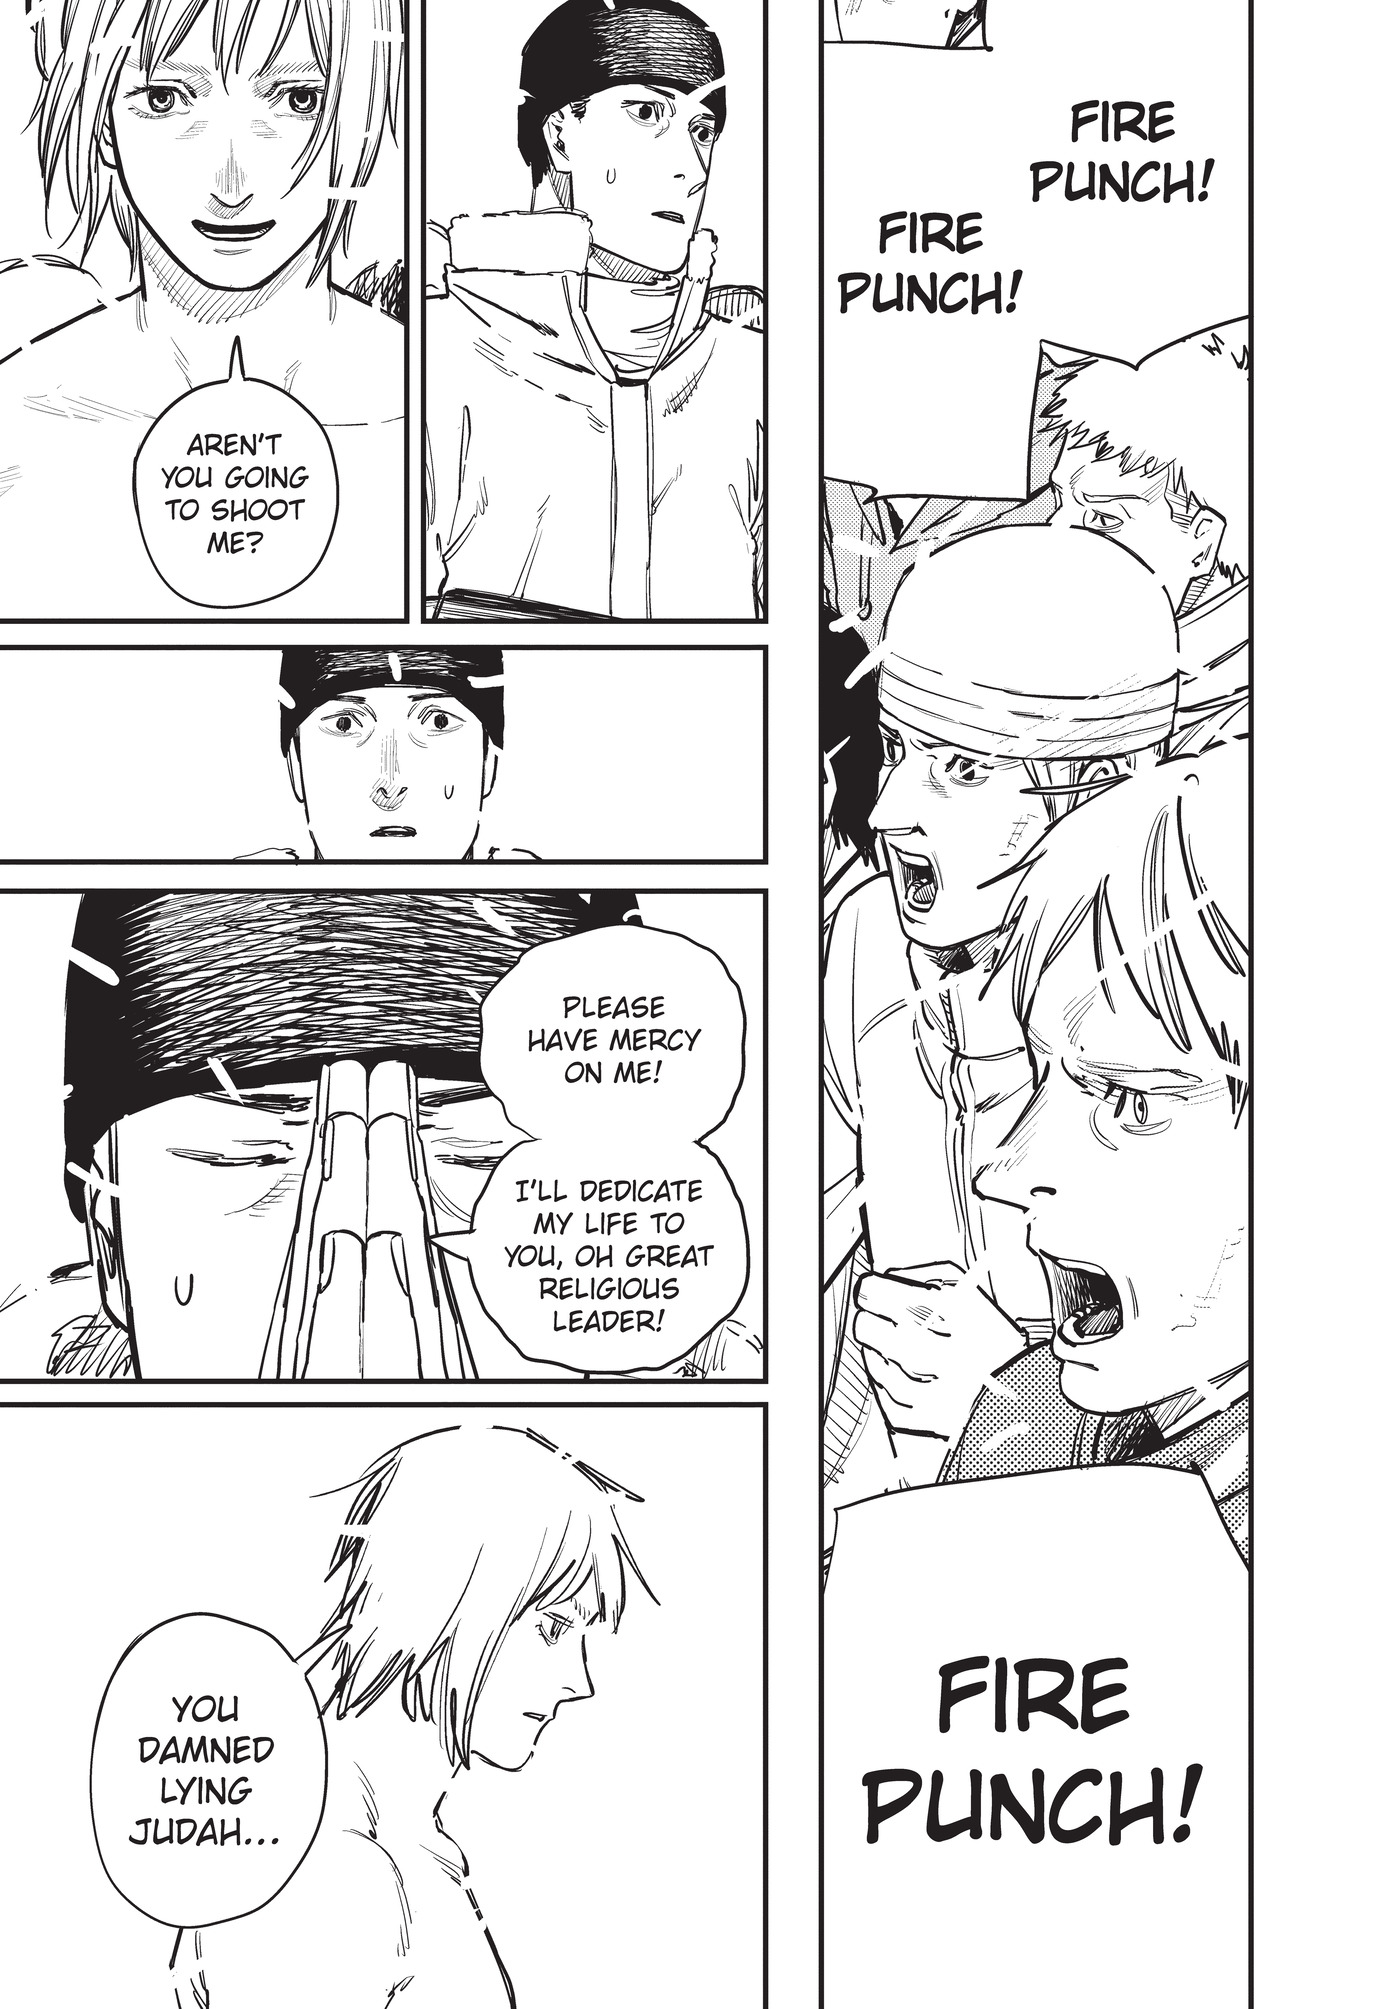 FIRE
PUNCH!
FIRE
PUNCH!
FIRE
PUNCH!
AREN'T
YOU GOING
TO SHOOT
ME?
PLEASE
HAVE MERCY
ON ME!
I'LL DEDICATE
MY LIFE TO
YOU, OH GREAT
RELIGIOUS
LEADER!
YOU
DAMNED
LYING
JUDAH...